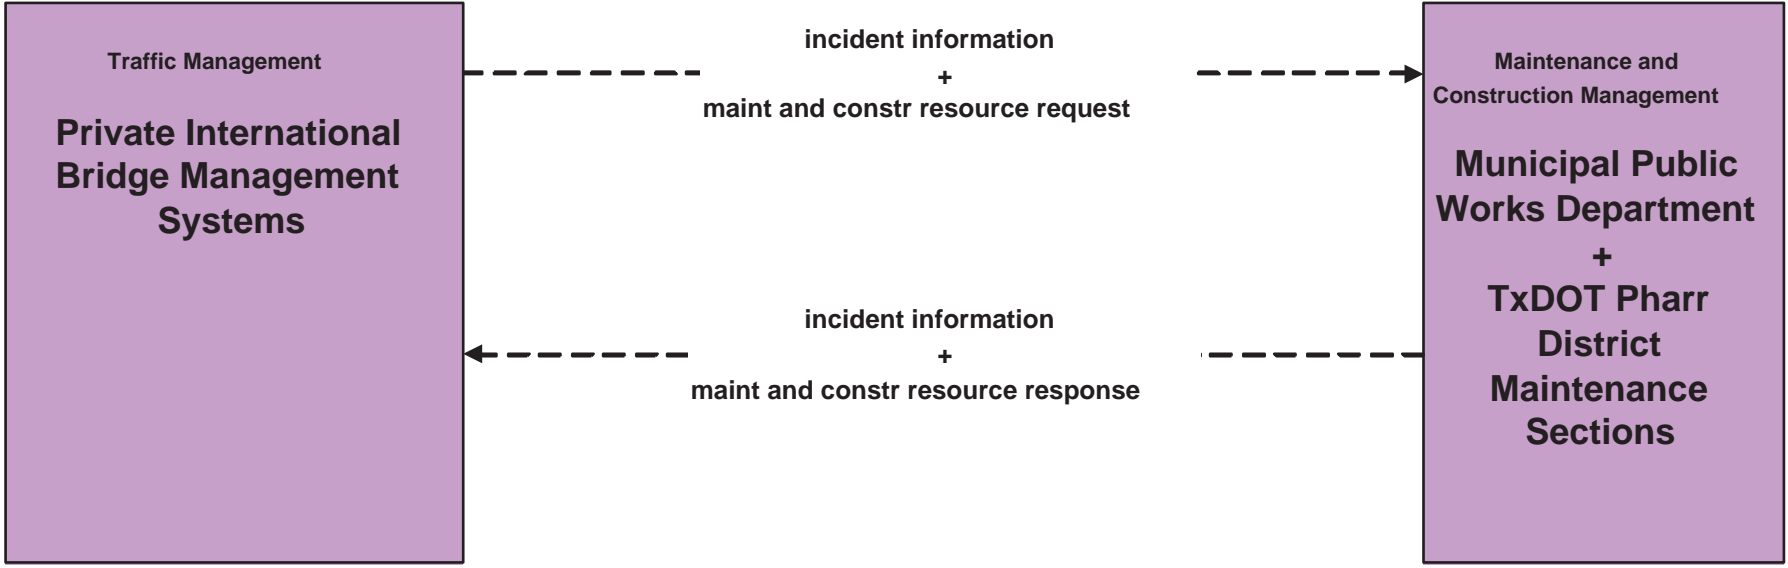 Traffic Management
Private International
Bridge Management
Systems
incident information
+
maint and constr resource request
incident information
+
maint and constr resource response
Maintenance and
Construction Management
Municipal Public
Works Department
+
TxDOT Pharr
District
Maintenance
Sections